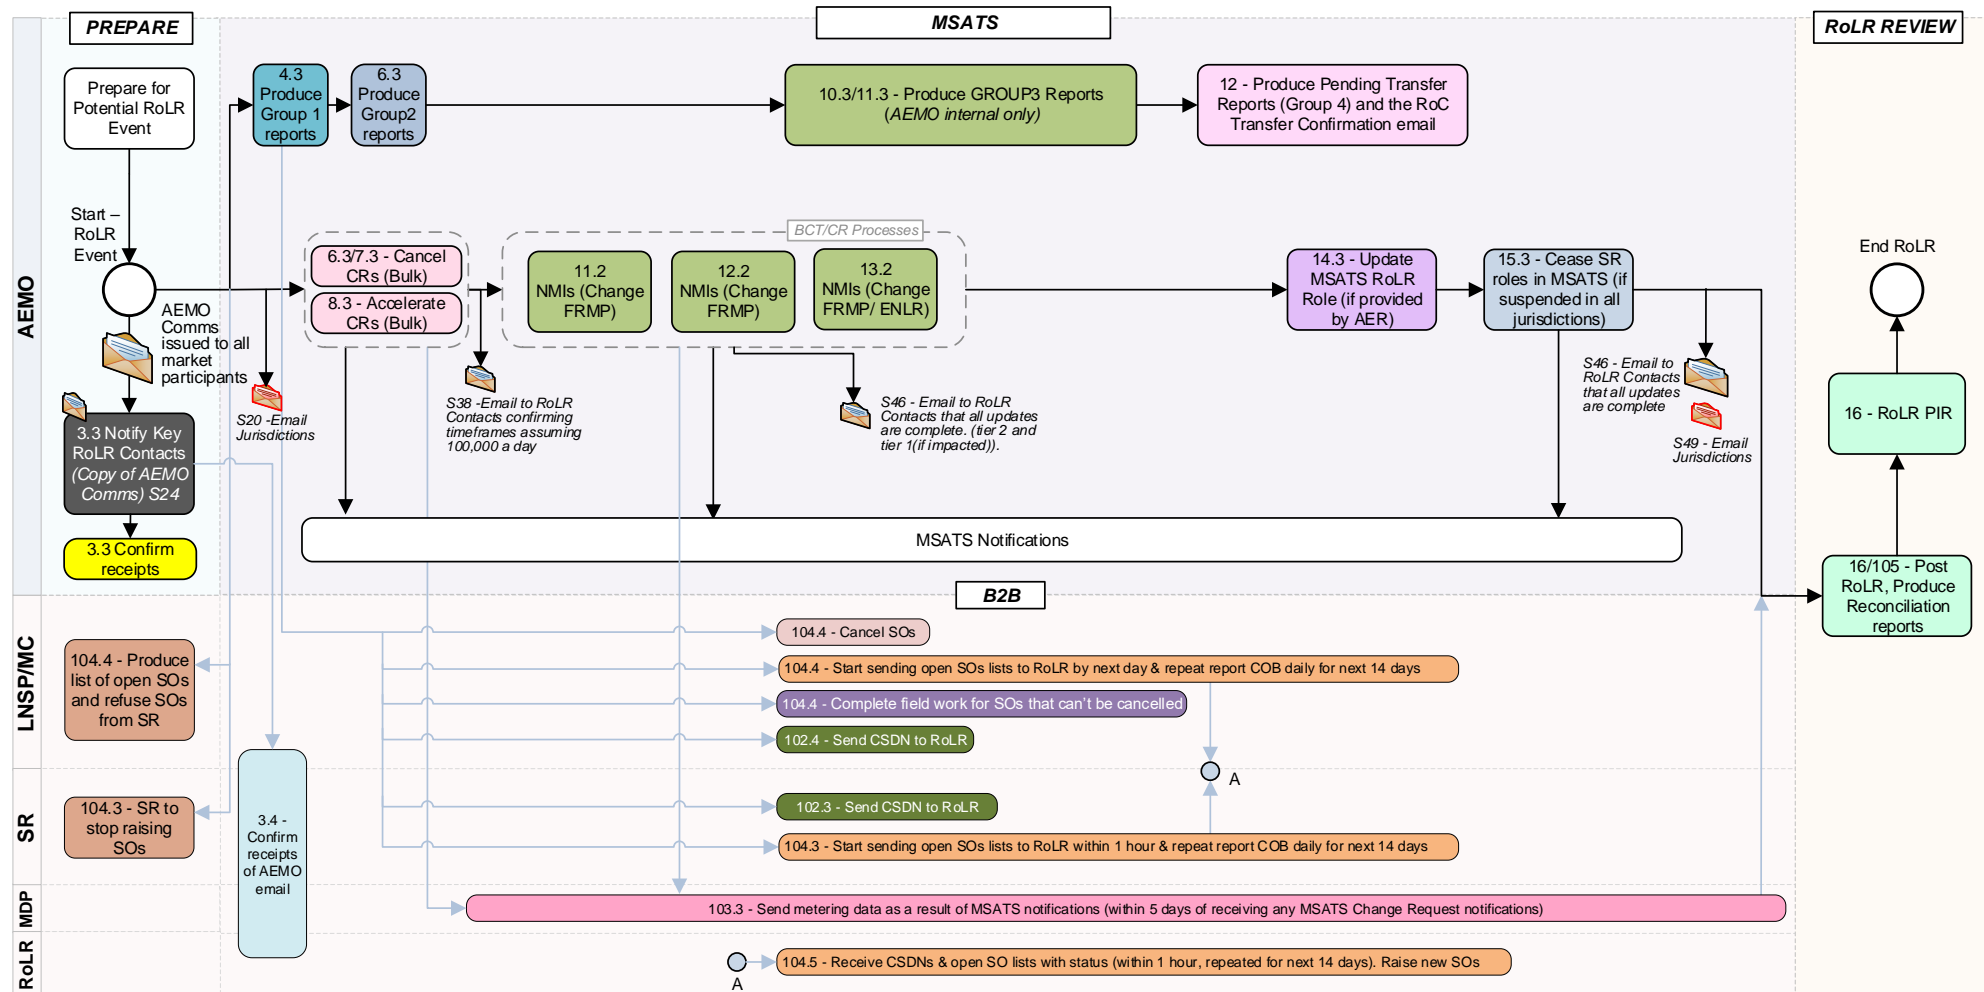 PREPARE
MSATS
RoLR REVIEW
AEMO
Prepare for
Potential RoLR
Event
4.3
Produce
Group 1
reports
6.3
Produce
Group2
reports
10.3/11.3 - Produce GROUP3 Reports
(AEMO internal only)
12 - Produce Pending Transfer
Reports (Group 4) and the RoC
Transfer Confirmation email
Start –
RoLR
Event
AEMO
Comms
issued to all
market
participants
S20 -Email
Jurisdictions
6.3/7.3 - Cancel
CRs (Bulk)
8.3 - Accelerate
CRs (Bulk)
S38 -Email to RoLR
Contacts confirming
timeframes assuming
100,000 a day
BCT/CR Processes
11.2
NMIs (Change
FRMP)
12.2
NMIs (Change
FRMP)
13.2
NMIs (Change
FRMP/ ENLR)
S46 - Email to RoLR
Contacts that all updates
are complete. (tier 2 and
tier 1(if impacted)).
14.3 - Update
MSATS RoLR
Role (if provided
by AER)
15.3 - Cease SR
roles in MSATS (if
suspended in all
jurisdictions)
S46 - Email to
RoLR Contacts
that all updates
are complete
S49 - Email
Jurisdictions
End RoLR
16 - RoLR PIR
16/105 - Post
RoLR, Produce
Reconciliation
reports
3.3 Notify Key
RoLR Contacts
(Copy of AEMO
Comms) S24
3.3 Confirm
receipts
MSATS Notifications
B2B
LNSP/MC
104.4 - Produce
list of open SOs
and refuse SOs
from SR
104.4 - Cancel SOs
104.4 - Start sending open SOs lists to RoLR by next day & repeat report COB daily for next 14 days
104.4 - Complete field work for SOs that can't be cancelled
102.4 - Send CSDN to RoLR
A
SR
104.3 - SR to
stop raising
SOs
3.4 -
Confirm
receipts
of AEMO
email
102.3 - Send CSDN to RoLR
104.3 - Start sending open SOs lists to RoLR within 1 hour & repeat report COB daily for next 14 days
MDP
103.3 - Send metering data as a result of MSATS notifications (within 5 days of receiving any MSATS Change Request notifications)
RoLR
A
104.5 - Receive CSDNs & open SO lists with status (within 1 hour, repeated for next 14 days). Raise new SOs